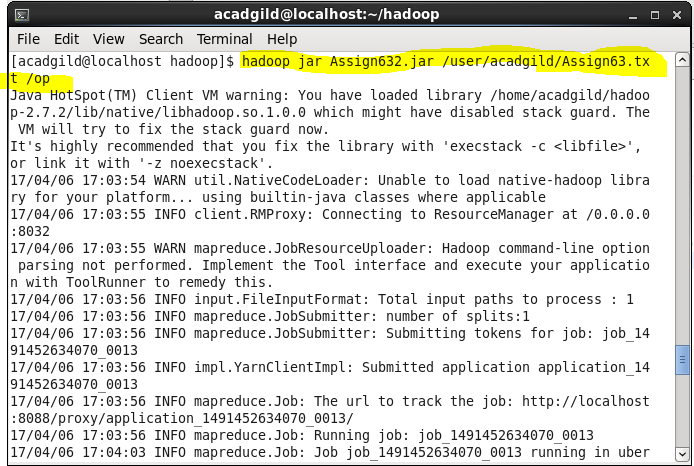 acadgild@localhost:~/hadoop
File Edit View Search Terminal Help
[acadgild@localhost hadoop]$ hadoop jar Assign632.jar /user/acadgild/Assign63.tx
t /op
Java HotSpot(TM) Client VM warning: You have loaded library /home/acadgild/hadoo
p-2.7.2/lib/native/libhadoop.so.1.0.0 which might have disabled stack guard. The
 VM will try to fix the stack guard now.
It's highly recommended that you fix the library with 'execstack -c <libfile>',
or link it with '-z noexecstack'.
17/04/06 17:03:54 WARN util.NativeCodeLoader: Unable to load native-hadoop libra
ry for your platform... using builtin-java classes where applicable
17/04/06 17:03:55 INFO client.RMProxy: Connecting to ResourceManager at /0.0.0.0
:8032
17/04/06 17:03:55 WARN mapreduce.JobResourceUploader: Hadoop command-line option
 parsing not performed. Implement the Tool interface and execute your applicatio
n with ToolRunner to remedy this.
17/04/06 17:03:56 INFO input.FileInputFormat: Total input paths to process : 1
17/04/06 17:03:56 INFO mapreduce.JobSubmitter: number of splits:1
17/04/06 17:03:56 INFO mapreduce.JobSubmitter: Submitting tokens for job: job_14
91452634070_0013
17/04/06 17:03:56 INFO impl.YarnClientImpl: Submitted application application_14
91452634070_0013
17/04/06 17:03:56 INFO mapreduce.Job: The url to track the job: http://localhost
:8088/proxy/application_1491452634070_0013/
17/04/06 17:03:56 INFO mapreduce.Job: Running job: job_1491452634070_0013
17/04/06 17:04:03 INFO mapreduce.Job: Job job_1491452634070_0013 running in uber